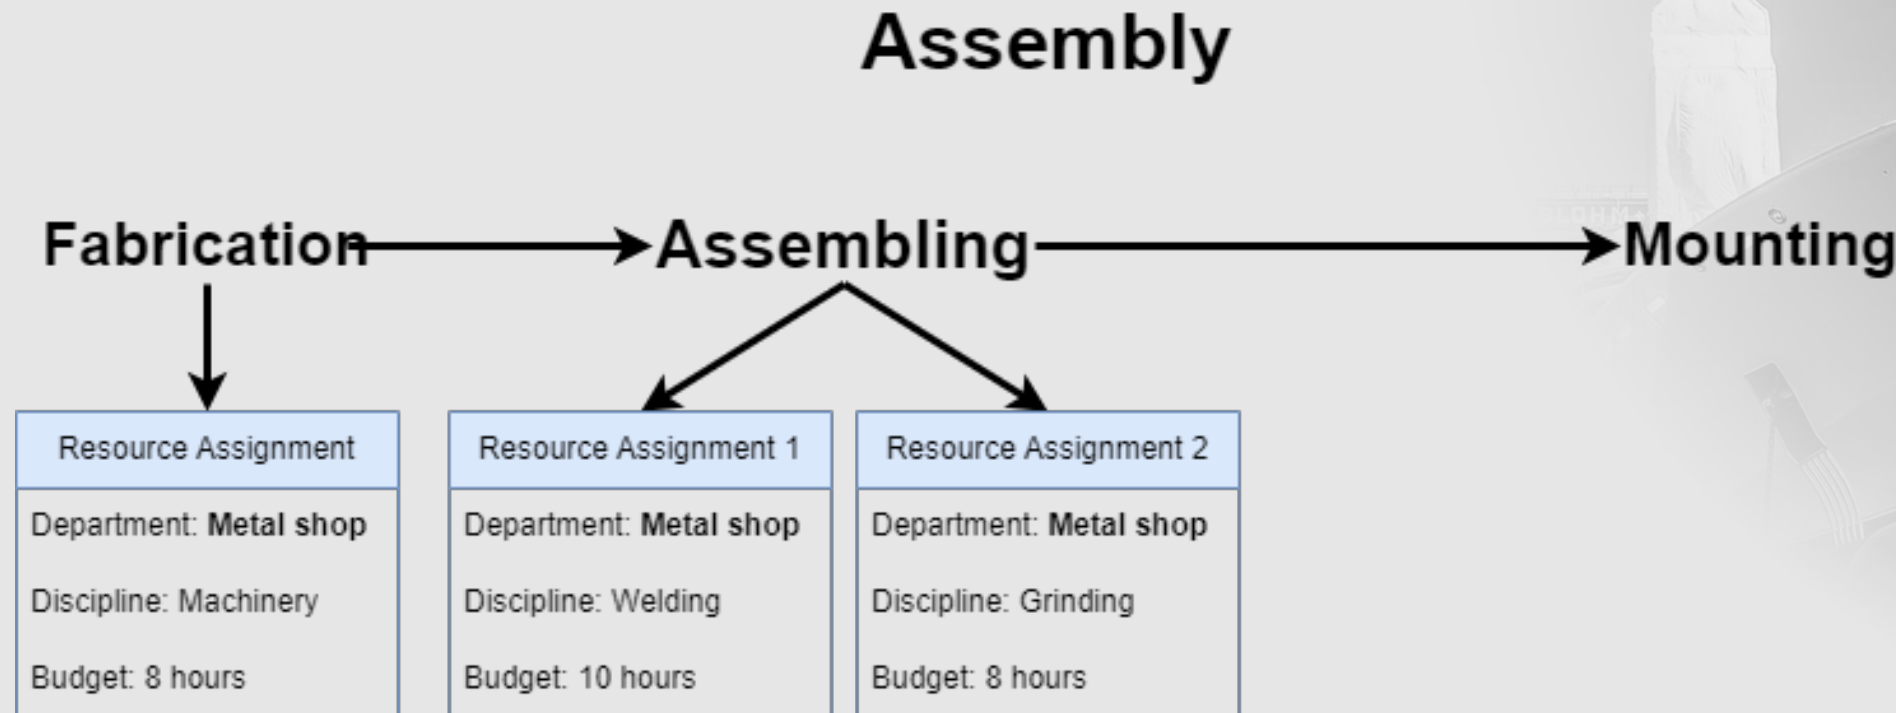 Assembly
Fabrication
Assembling
Mounting
Resource Assignment
Department: Metal shop
Discipline: Machinery
Budget: 8 hours
Resource Assignment 1
Department: Metal shop
Discipline: Welding
Budget: 10 hours
Resource Assignment 2
Department: Metal shop
Discipline: Grinding
Budget: 8 hours